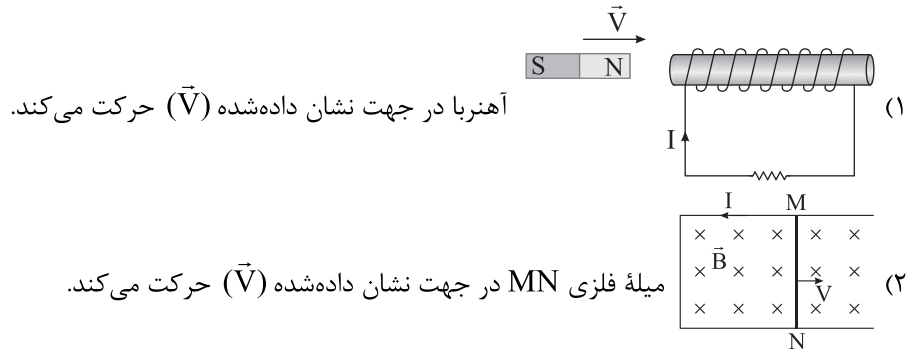 V
S N
۱) آهنربا در جهت نشان داده‌شده (V⃗) حرکت می‌کند.
I
I M
B⃗
۲) میلهٔ فلزی MN در جهت نشان داده‌شده (V⃗) حرکت می‌کند.
V
N